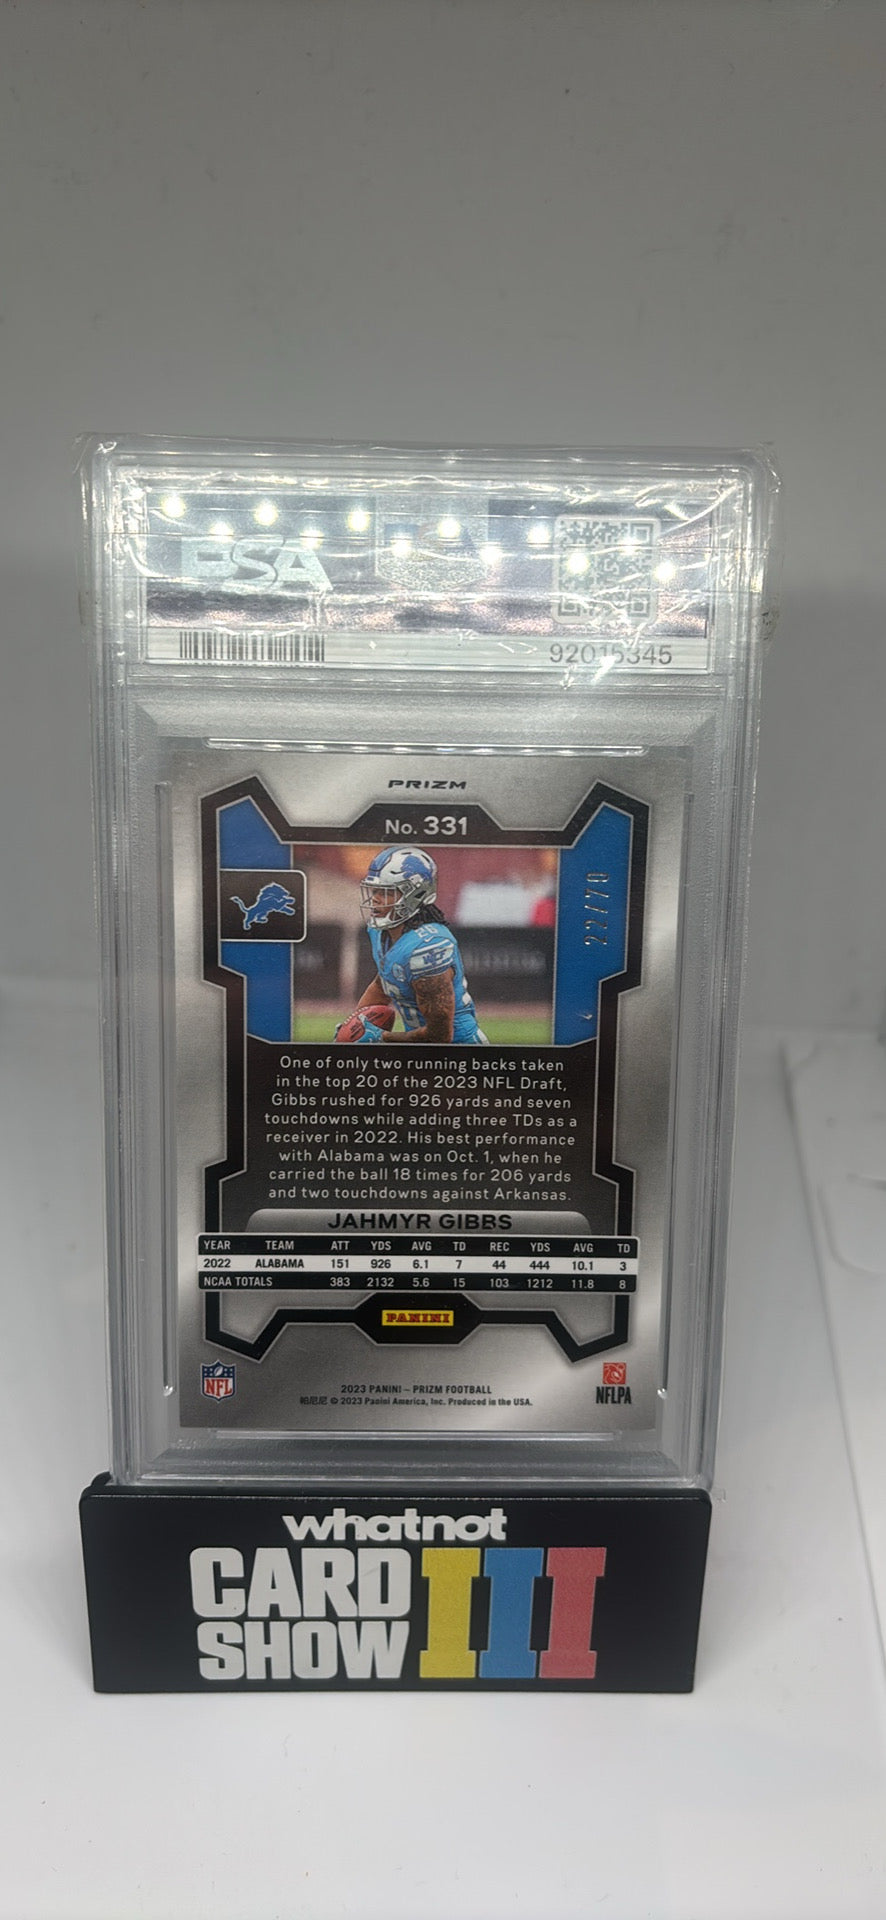 PSA
92015345
PRIZM
No. 331
22/70
26
One of only two running backs taken
in the top 20 of the 2023 NFL Draft,
Gibbs rushed for 926 yards and seven
touchdowns while adding three TDs as a
receiver in 2022. His best performance
with Alabama was on Oct. 1, when he
carried the ball 18 times for 206 yards
and two touchdowns against Arkansas.
JAHMYR GIBBS
YEAR TEAM ATT YDS AVG TD REC YDS AVG TD
2022 ALABAMA 151 926 6.1 7 44 444 10.1 3
NCAA TOTALS 383 2132 5.6 15 103 1212 11.8 8
PANINI
NFL
2023 PANINI – PRIZM FOOTBALL
帕尼尼 © 2023 Panini America, Inc. Produced in the USA.
NFLPA
whatnot
CARD
SHOW
III